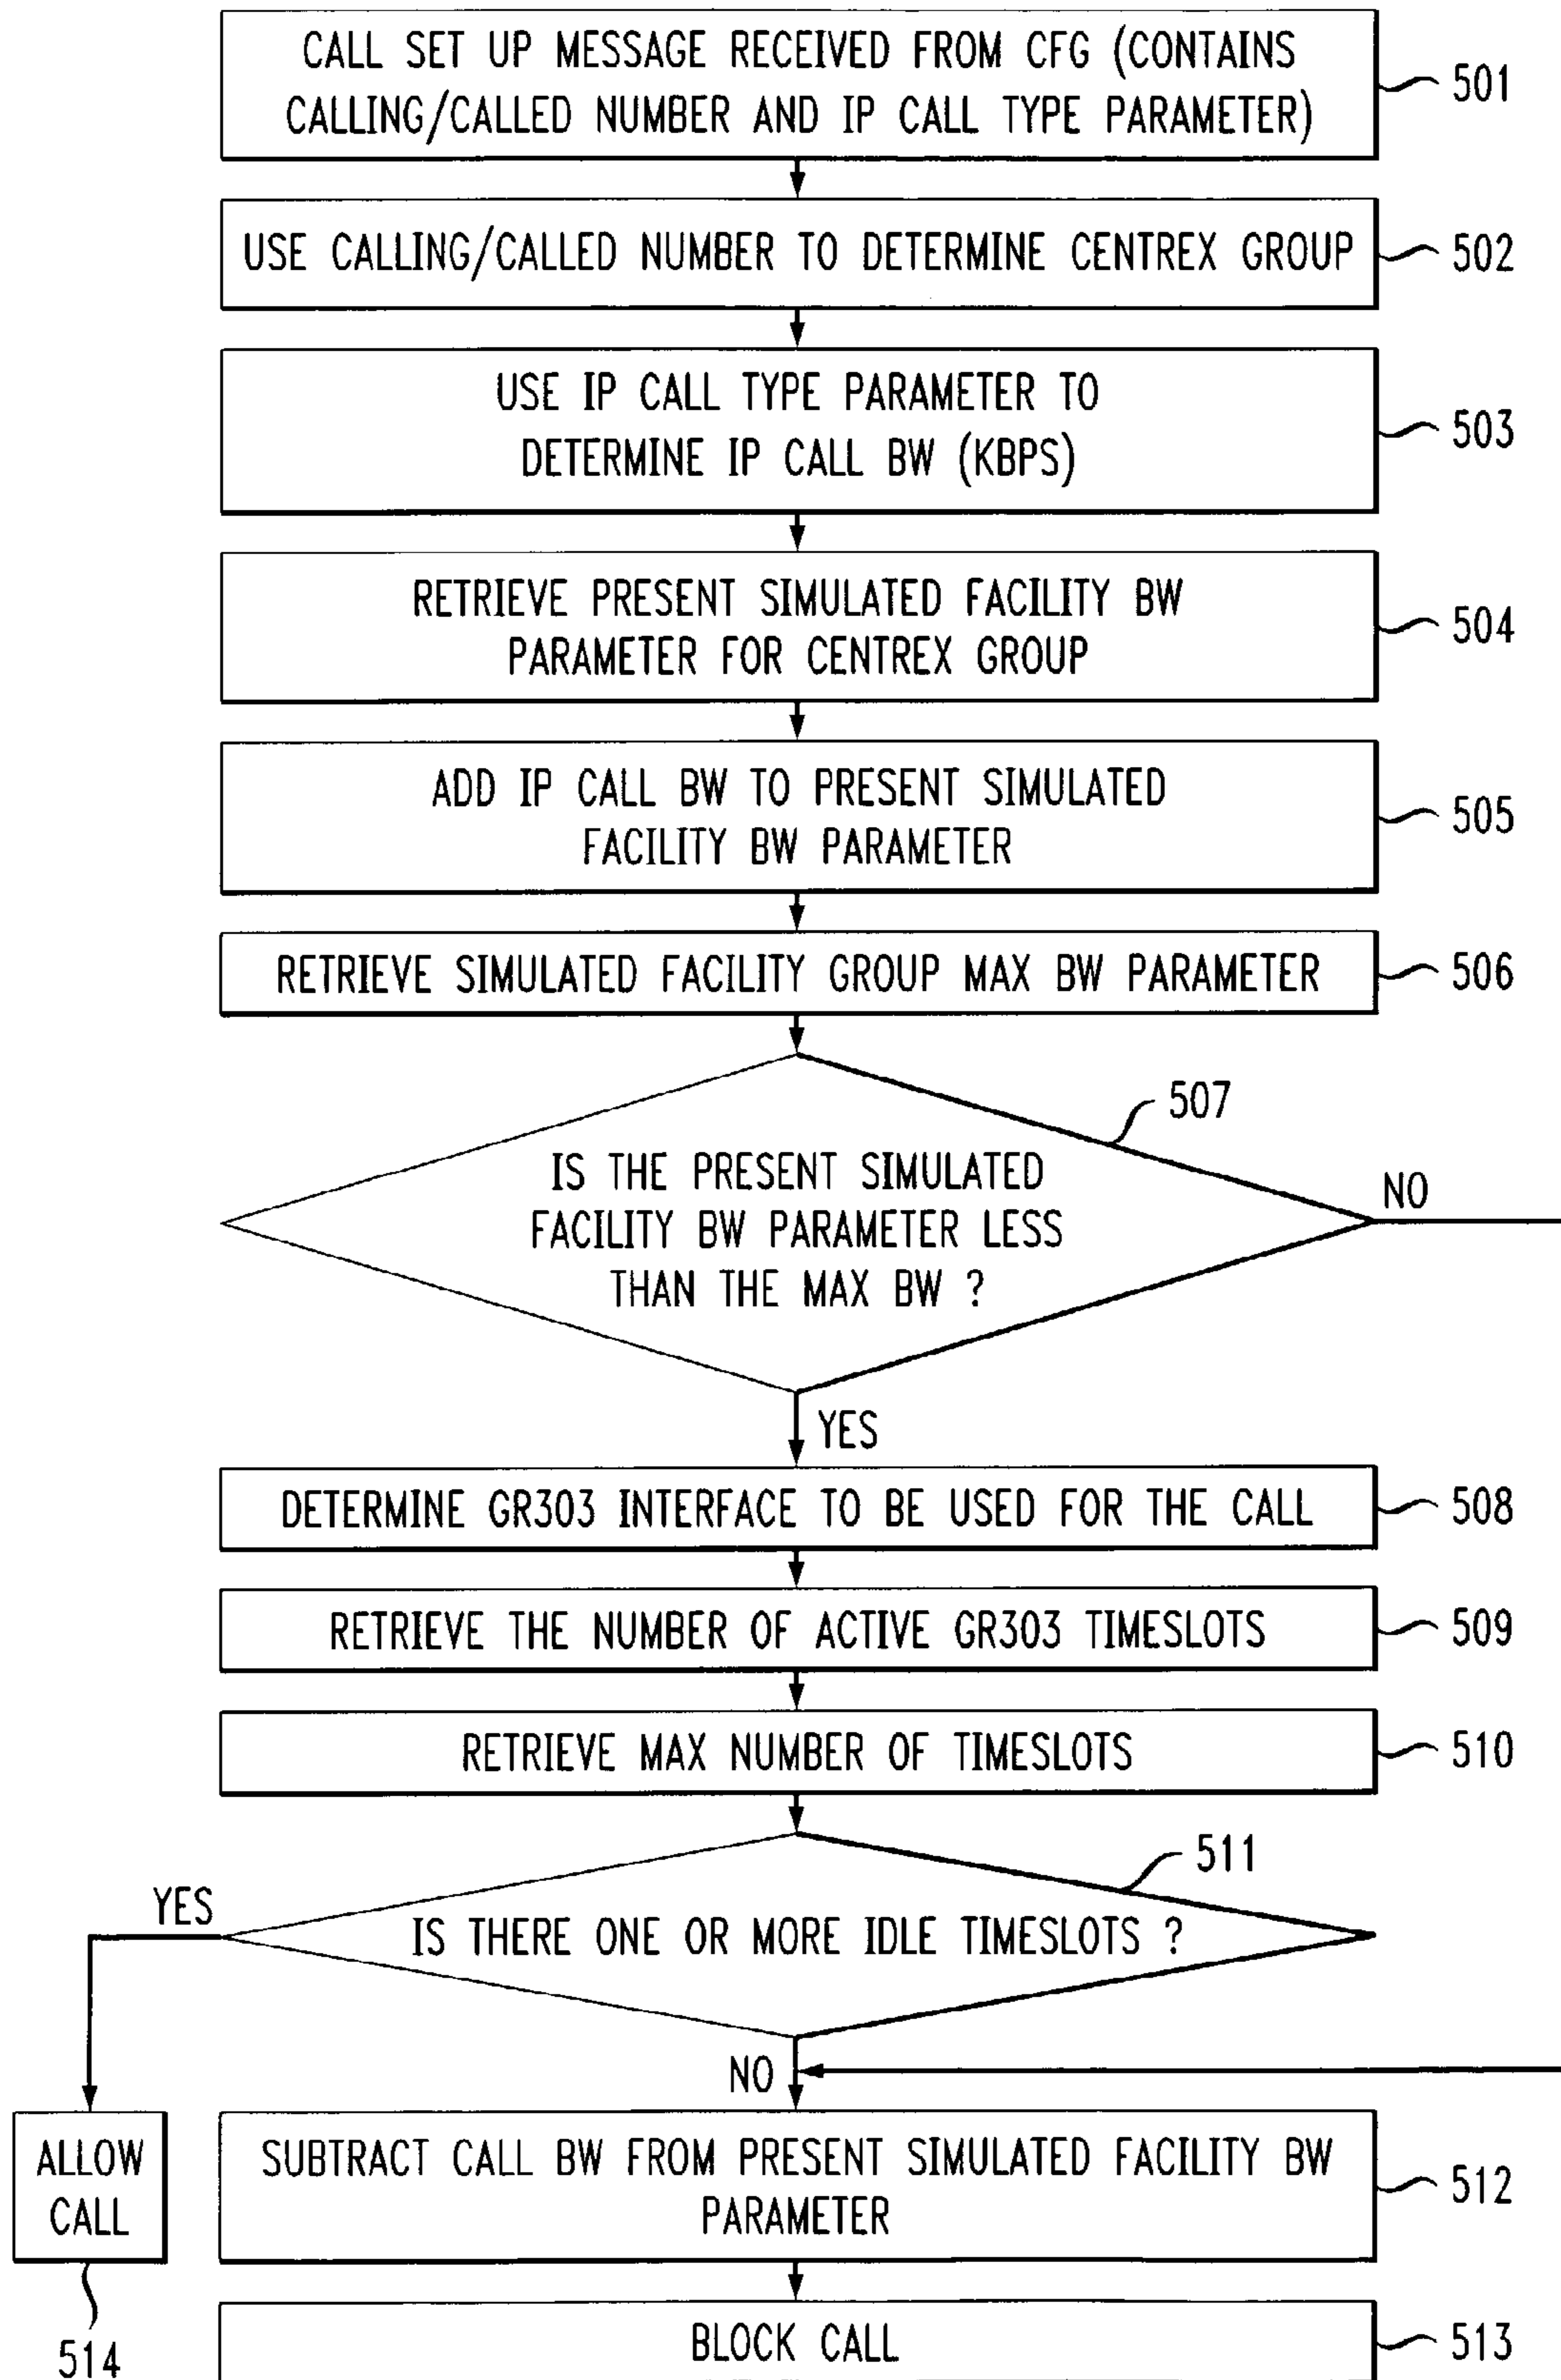 CALL SET UP MESSAGE RECEIVED FROM CFG (CONTAINS
CALLING/CALLED NUMBER AND IP CALL TYPE PARAMETER)
501
USE CALLING/CALLED NUMBER TO DETERMINE CENTREX GROUP
502
USE IP CALL TYPE PARAMETER TO
DETERMINE IP CALL BW (KBPS)
503
RETRIEVE PRESENT SIMULATED FACILITY BW
PARAMETER FOR CENTREX GROUP
504
ADD IP CALL BW TO PRESENT SIMULATED
FACILITY BW PARAMETER
505
RETRIEVE SIMULATED FACILITY GROUP MAX BW PARAMETER
506
507
IS THE PRESENT SIMULATED
FACILITY BW PARAMETER LESS
THAN THE MAX BW ?
NO
YES
DETERMINE GR303 INTERFACE TO BE USED FOR THE CALL
508
RETRIEVE THE NUMBER OF ACTIVE GR303 TIMESLOTS
509
RETRIEVE MAX NUMBER OF TIMESLOTS
510
511
YES
IS THERE ONE OR MORE IDLE TIMESLOTS ?
NO
ALLOW
CALL
514
SUBTRACT CALL BW FROM PRESENT SIMULATED FACILITY BW
PARAMETER
512
BLOCK CALL
513